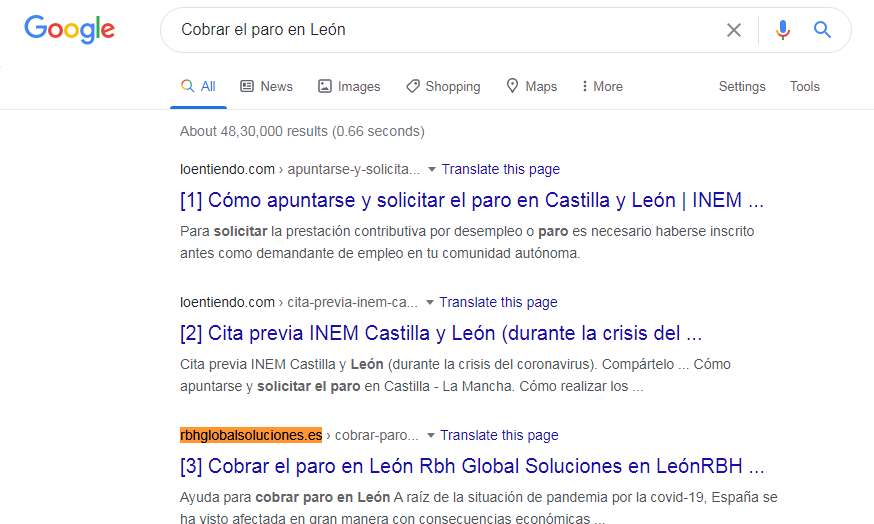 Google
Cobrar el paro en León
All News Images Shopping Maps More Settings Tools
About 48,30,000 results (0.66 seconds)
loentiendo.com › apuntarse-y-solicita... Translate this page
[1] Cómo apuntarse y solicitar el paro en Castilla y León | INEM ...
Para solicitar la prestación contributiva por desempleo o paro es necesario haberse inscrito
antes como demandante de empleo en tu comunidad autónoma.
loentiendo.com › cita-previa-inem-ca... Translate this page
[2] Cita previa INEM Castilla y León (durante la crisis del ...
Cita previa INEM Castilla y León (durante la crisis del coronavirus). Compártelo ... Cómo
apuntarse y solicitar el paro en Castilla - La Mancha. Cómo realizar los ...
rbhglobalsoluciones.es › cobrar-paro... Translate this page
[3] Cobrar el paro en León Rbh Global Soluciones en LeónRBH ...
Ayuda para cobrar paro en León A raíz de la situación de pandemia por la covid-19, España se
ha visto afectada en gran manera con consecuencias económicas ...